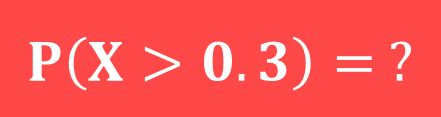 P(X > 0.3) = ?